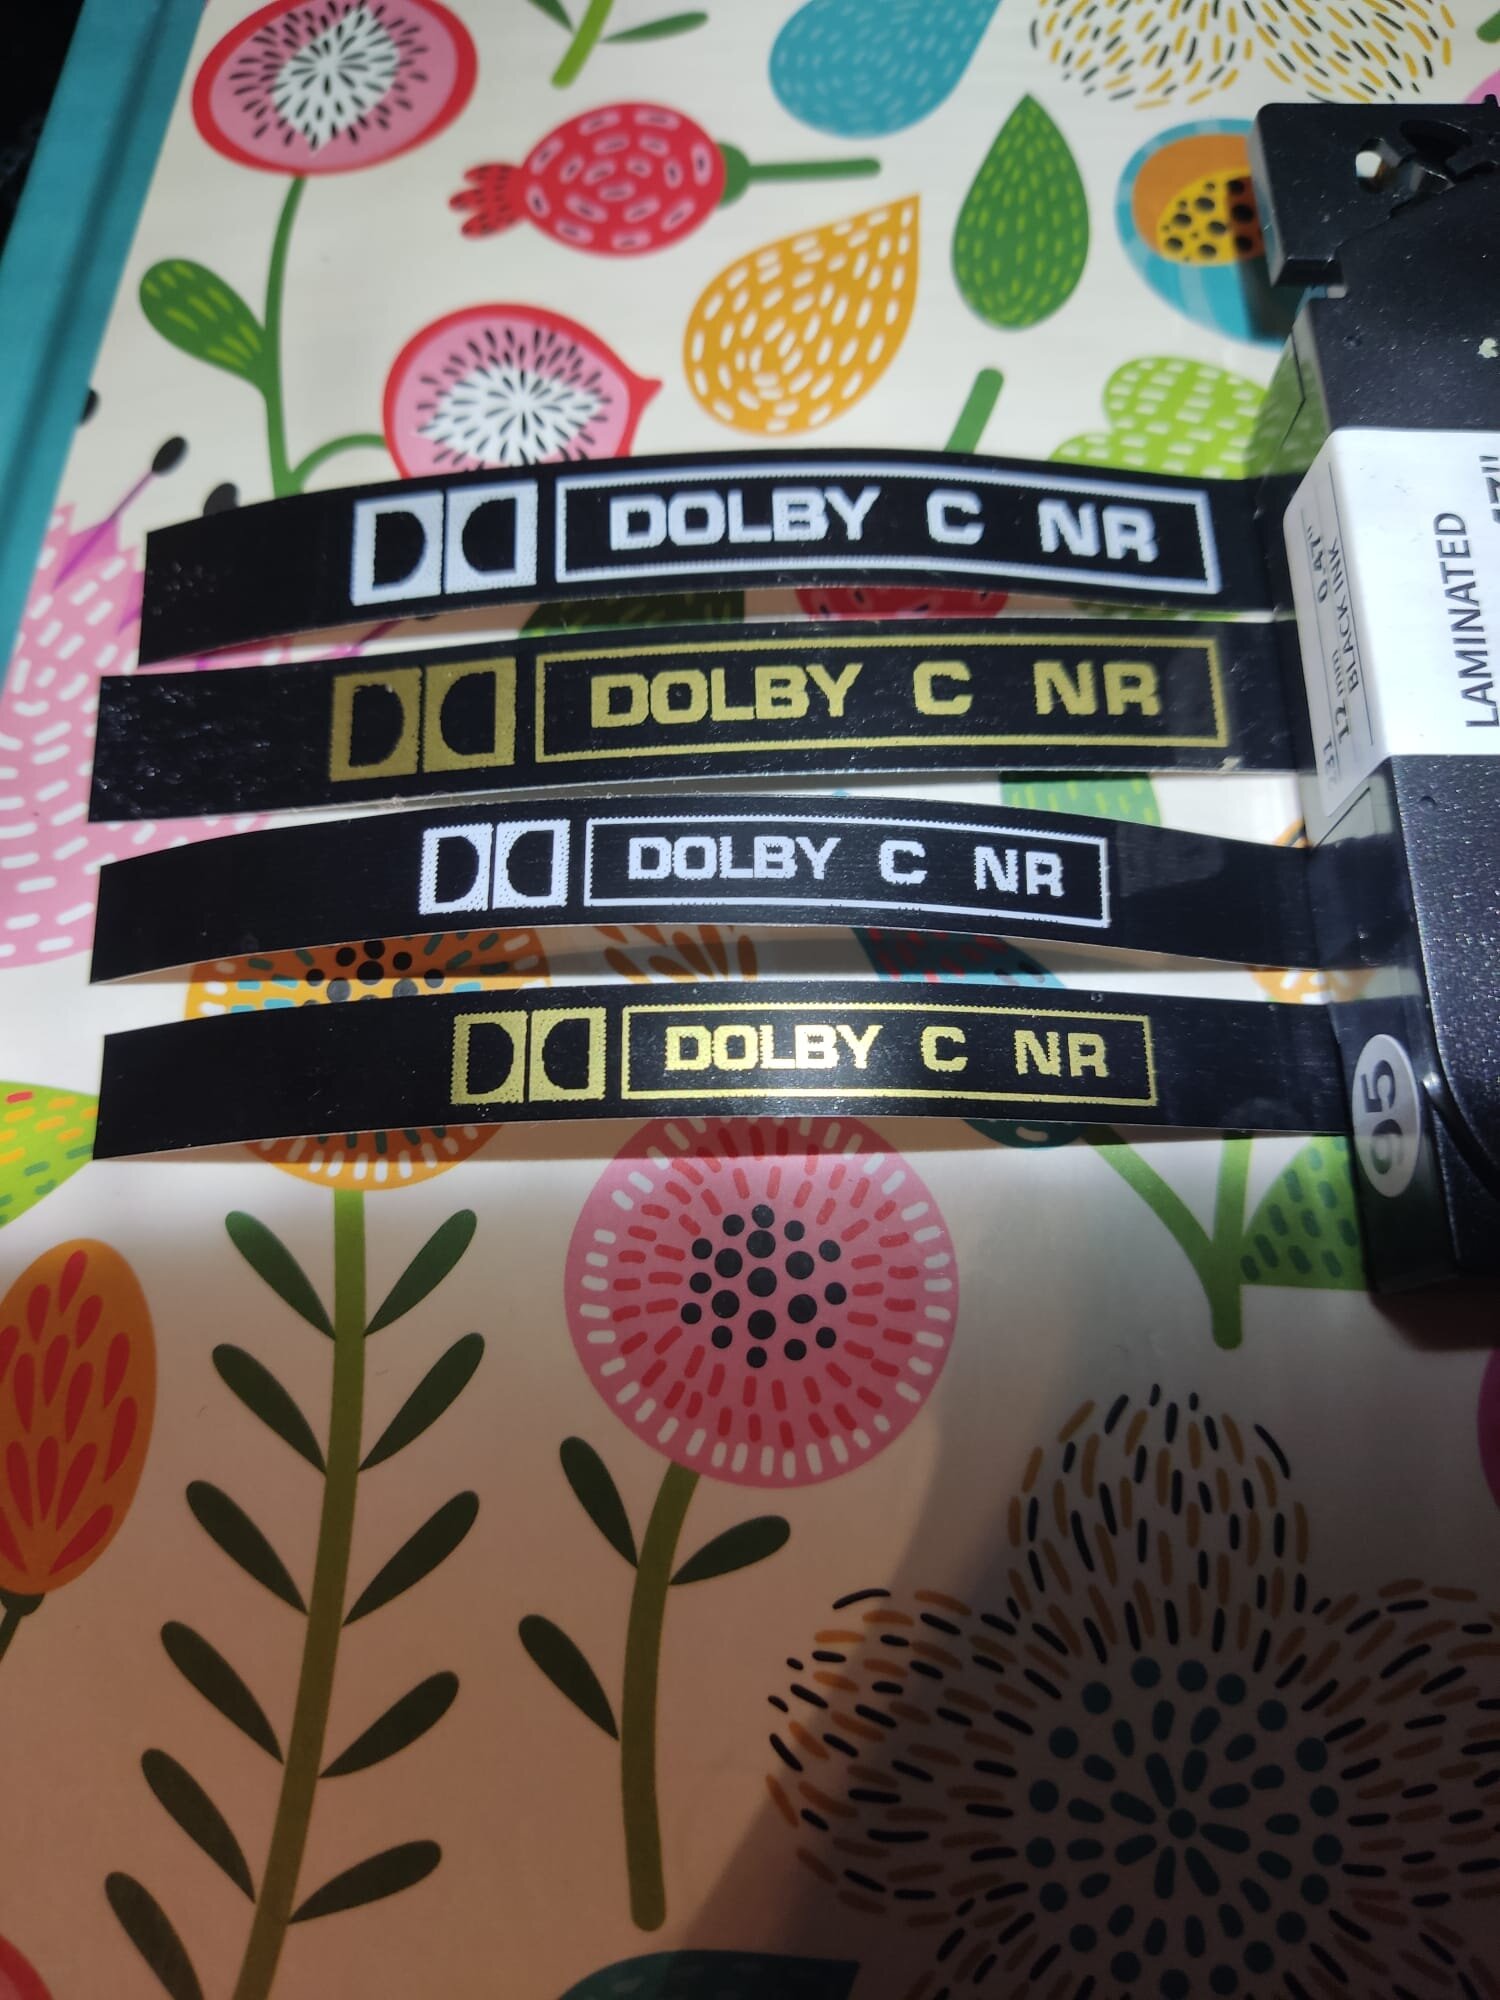 DOLBY C NR
DOLBY C NR
DOLBY C NR
DOLBY C NR
LAMINATED
12 mm 0.47"
BLACK INK
95